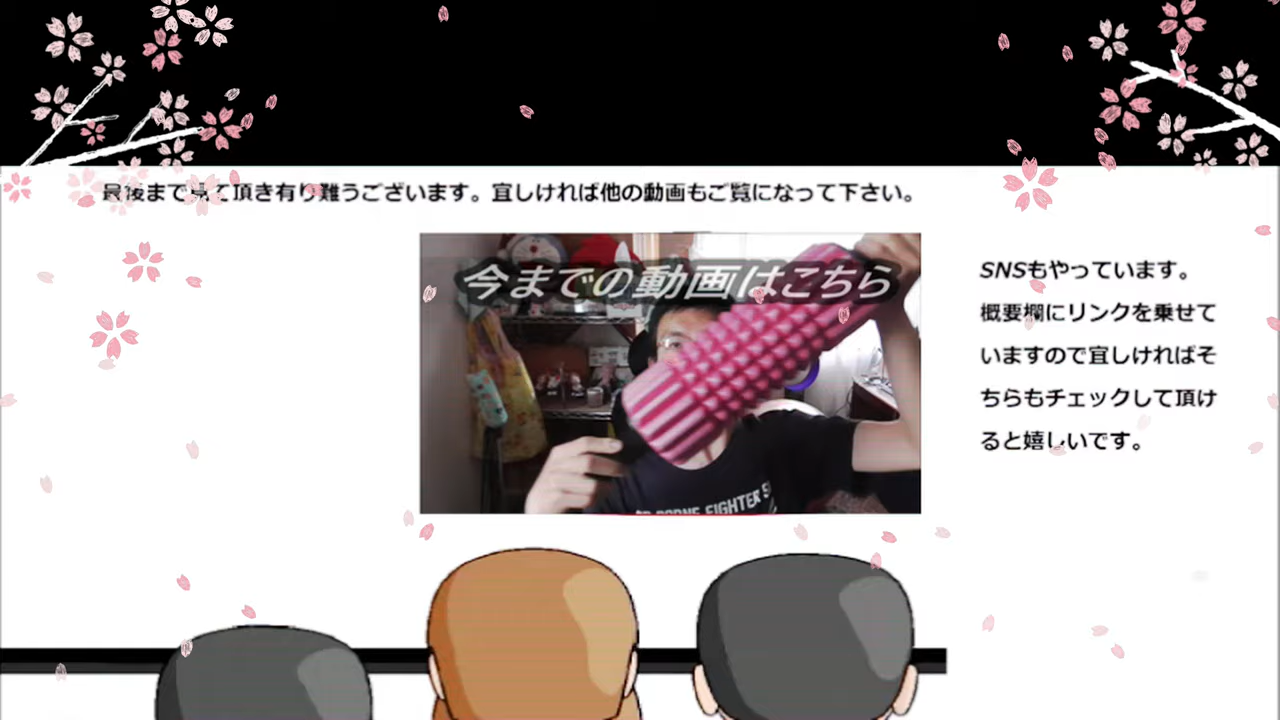 最後まで見て頂き有り難うございます。宜しければ他の動画もご覧になって下さい。
今までの動画はこちら
SNSもやっています。
概要欄にリンクを乗せて
いますので宜しければそ
ちらもチェックして頂け
ると嬉しいです。
FIGHTER